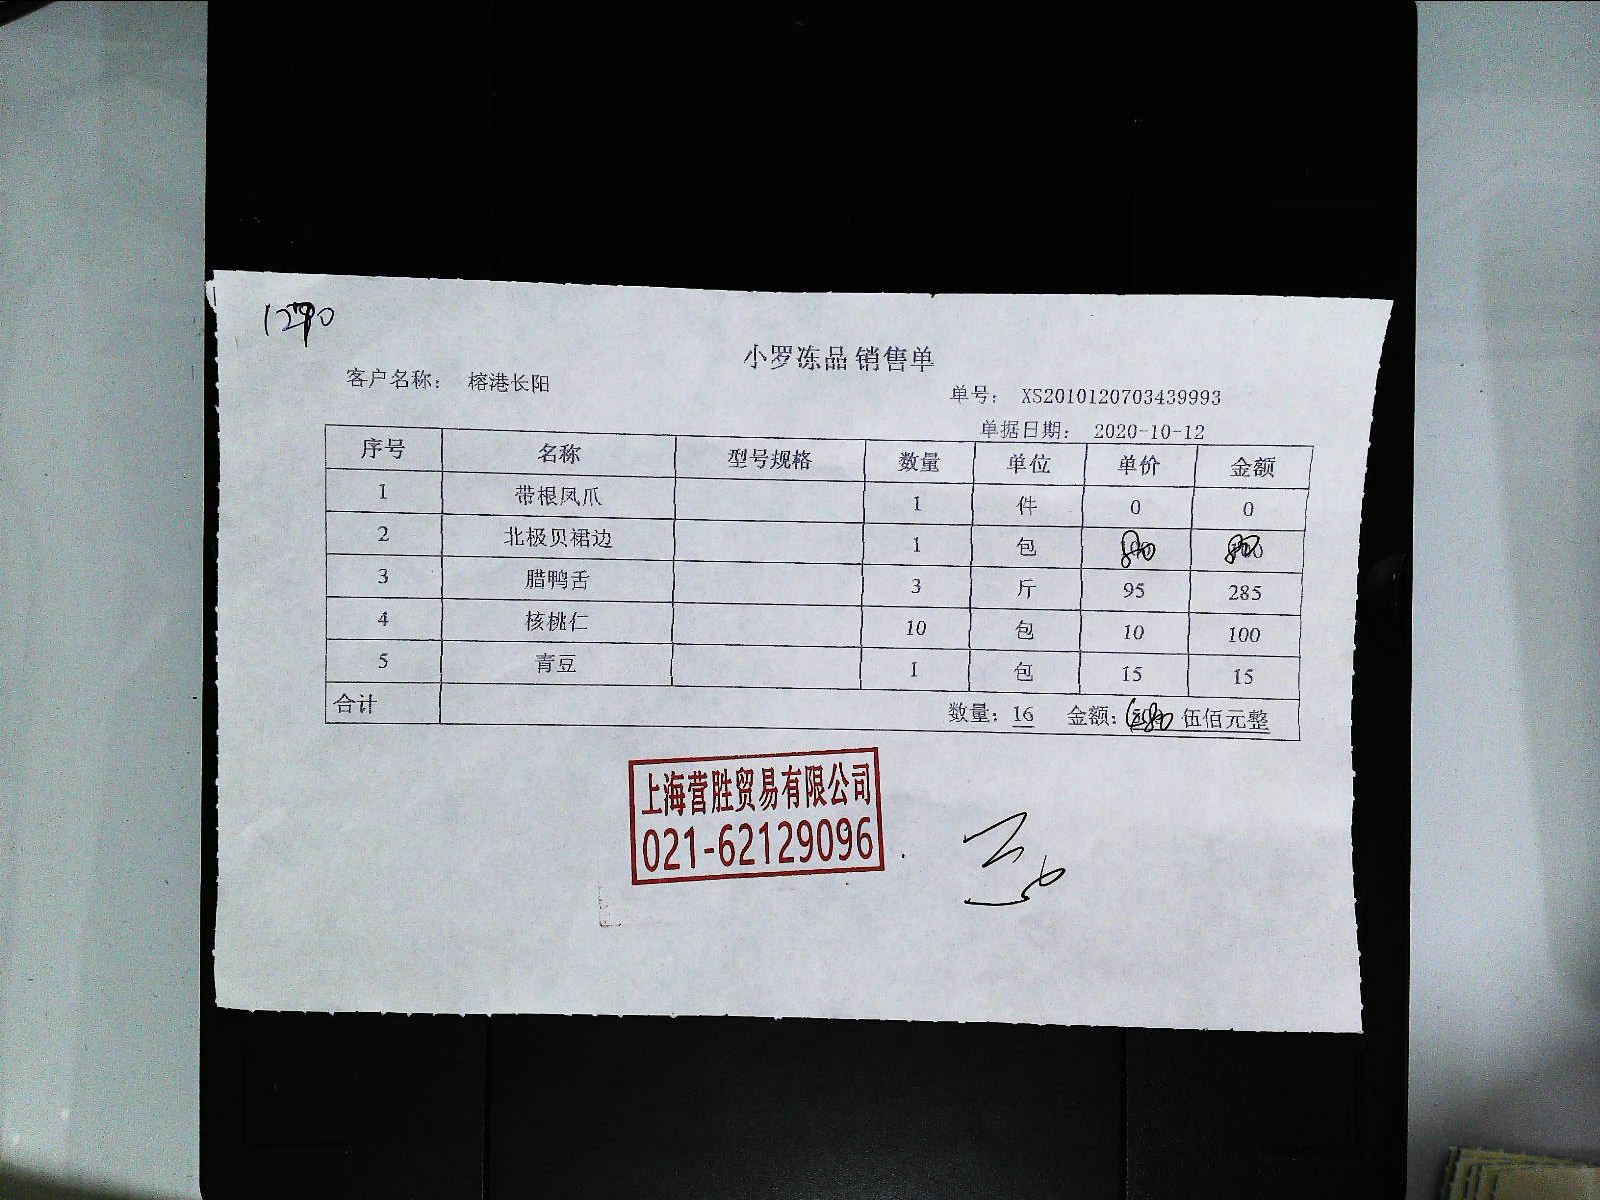 1290
小罗冻品 销售单
客户名称： 榕港长阳
单号： XS2010120703439993
单据日期： 2020-10-12
序号 名称 型号规格 数量 单位 单价 金额
1 带根凤爪 1 件 0 0
2 北极贝裙边 1 包
3 腊鸭舌 3 斤 95 285
4 核桃仁 10 包 10 100
5 青豆 1 包 15 15
合计 数量：16 金额： 伍佰元整
上海营胜贸易有限公司
021-62129096